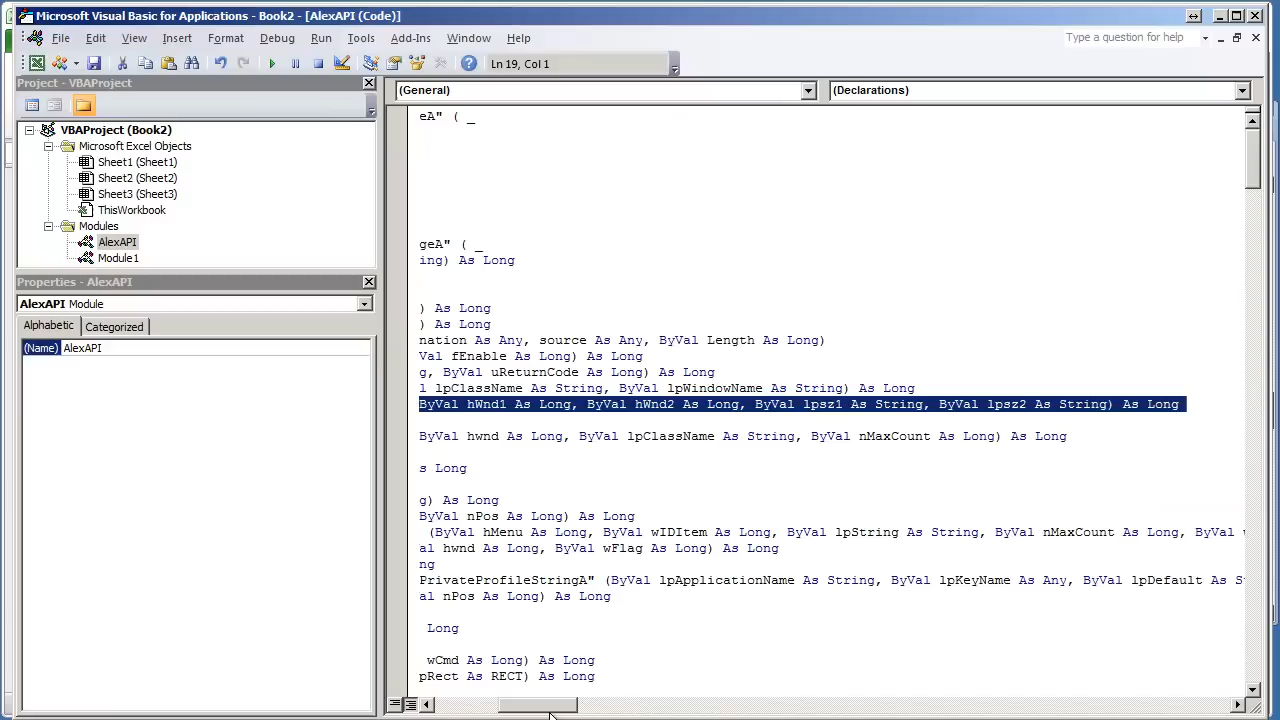 Microsoft Visual Basic for Applications - Book2 - [AlexAPI (Code)]
File Edit View Insert Format Debug Run Tools Add-Ins Window Help
Type a question for help
Ln 19, Col 1
Project - VBAProject
(General)
(Declarations)
VBAProject (Book2)
Microsoft Excel Objects
Sheet1 (Sheet1)
Sheet2 (Sheet2)
Sheet3 (Sheet3)
ThisWorkbook
Modules
AlexAPI
Module1
Properties - AlexAPI
AlexAPI Module
Alphabetic Categorized
(Name) AlexAPI
eA" ( _
geA" ( _
ing) As Long
) As Long
) As Long
nation As Any, source As Any, ByVal Length As Long)
Val fEnable As Long) As Long
g, ByVal uReturnCode As Long) As Long
l lpClassName As String, ByVal lpWindowName As String) As Long
ByVal hWnd1 As Long, ByVal hWnd2 As Long, ByVal lpsz1 As String, ByVal lpsz2 As String) As Long
ByVal hwnd As Long, ByVal lpClassName As String, ByVal nMaxCount As Long) As Long
s Long
g) As Long
ByVal nPos As Long) As Long
(ByVal hMenu As Long, ByVal wIDItem As Long, ByVal lpString As String, ByVal nMaxCount As Long, ByVal w
al hwnd As Long, ByVal wFlag As Long) As Long
ng
PrivateProfileStringA" (ByVal lpApplicationName As String, ByVal lpKeyName As Any, ByVal lpDefault As S
al nPos As Long) As Long
Long
wCmd As Long) As Long
pRect As RECT) As Long